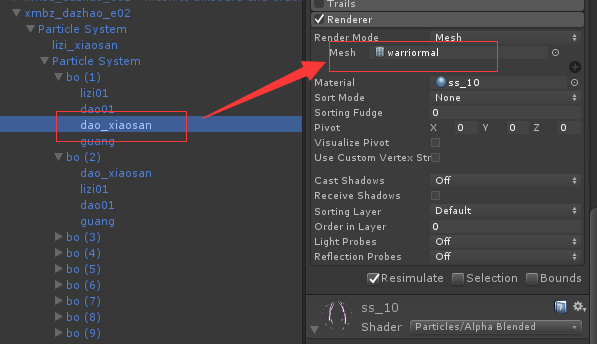 xmbz_dazhao_e02
Particle System
lizi_xiaosan
Particle System
bo (1)
lizi01
dao01
dao_xiaosan
guang
bo (2)
dao_xiaosan
lizi01
dao01
guang
bo (3)
bo (4)
bo (5)
bo (6)
bo (7)
bo (8)
bo (9)
Trails
Renderer
Render Mode Mesh
Mesh warriormal
Material ss_10
Sort Mode None
Sorting Fudge 0
Pivot X 0 Y 0 Z 0
Visualize Pivot
Use Custom Vertex Str
Cast Shadows Off
Receive Shadows
Sorting Layer Default
Order in Layer 0
Light Probes Off
Reflection Probes Off
Resimulate Selection Bounds
ss_10
Shader Particles/Alpha Blended